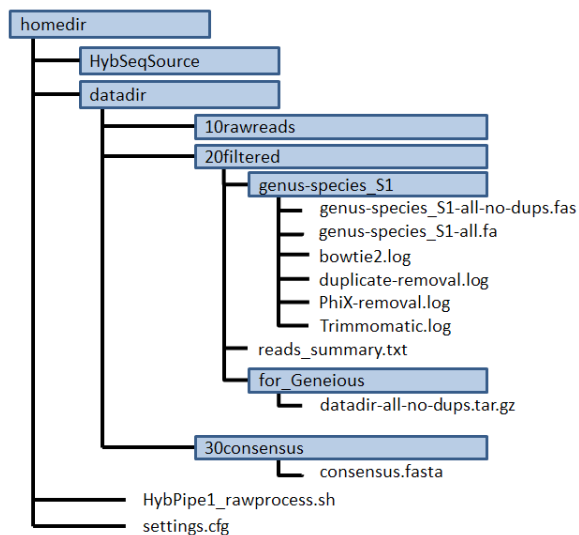 homedir
HybSeqSource
datadir
10rawreads
20filtered
genus-species_S1
genus-species_S1-all-no-dups.fas
genus-species_S1-all.fa
bowtie2.log
duplicate-removal.log
PhiX-removal.log
Trimmomatic.log
reads_summary.txt
for_Geneious
datadir-all-no-dups.tar.gz
30consensus
consensus.fasta
HybPipe1_rawprocess.sh
settings.cfg